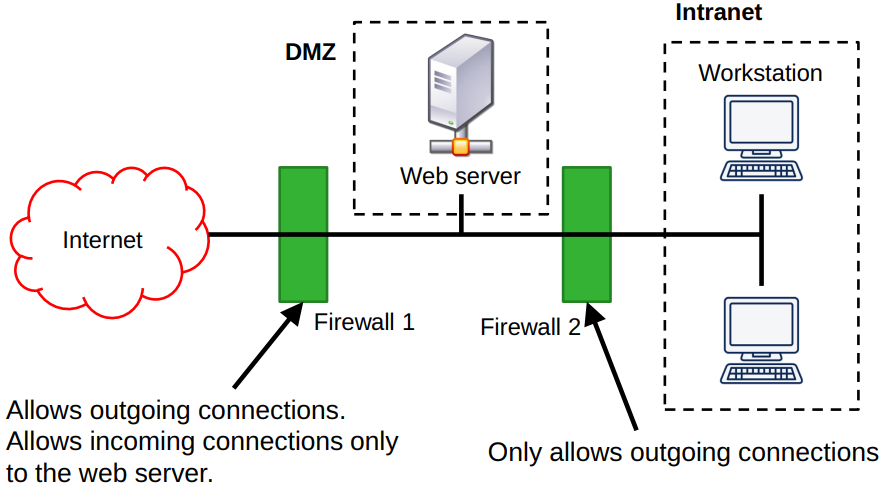 Intranet
DMZ
Workstation
Web server
Internet
Firewall 1
Firewall 2
Allows outgoing connections.
Allows incoming connections only
to the web server.
Only allows outgoing connections